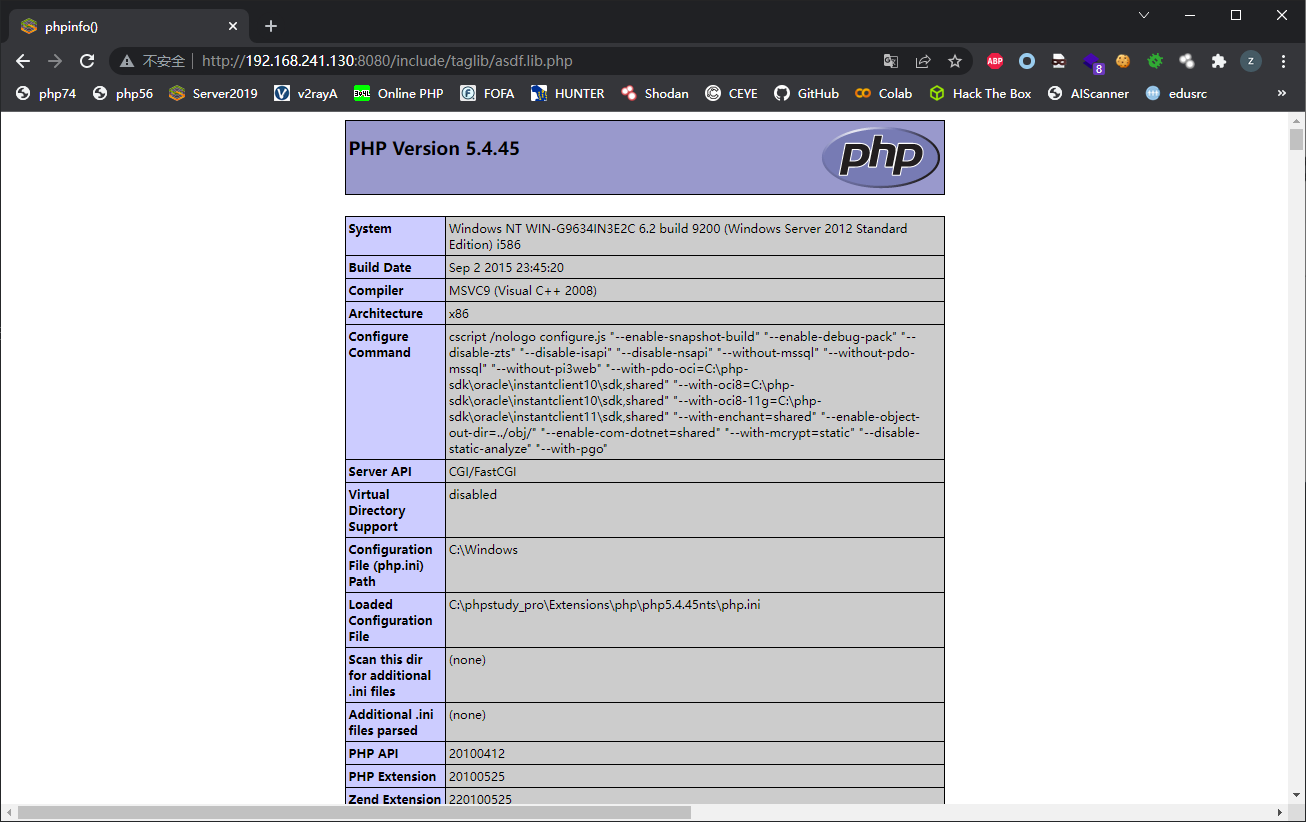 phpinfo()
不安全 http://192.168.241.130:8080/include/taglib/asdf.lib.php
ABP
8
z
php74 php56 Server2019 v2rayA Online PHP FOFA HUNTER Shodan CEYE GitHub Colab Hack The Box AIScanner edusrc »
PHP Version 5.4.45
php
System
Windows NT WIN-G9634IN3E2C 6.2 build 9200 (Windows Server 2012 Standard
Edition) i586
Build Date
Sep 2 2015 23:45:20
Compiler
MSVC9 (Visual C++ 2008)
Architecture
x86
Configure
Command
cscript /nologo configure.js "--enable-snapshot-build" "--enable-debug-pack" "--
disable-zts" "--disable-isapi" "--disable-nsapi" "--without-mssql" "--without-pdo-
mssql" "--without-pi3web" "--with-pdo-oci=C:\php-
sdk\oracle\instantclient10\sdk,shared" "--with-oci8=C:\php-
sdk\oracle\instantclient10\sdk,shared" "--with-oci8-11g=C:\php-
sdk\oracle\instantclient11\sdk,shared" "--with-enchant=shared" "--enable-object-
out-dir=../obj/" "--enable-com-dotnet=shared" "--with-mcrypt=static" "--disable-
static-analyze" "--with-pgo"
Server API
CGI/FastCGI
Virtual
Directory
Support
disabled
Configuration
File (php.ini)
Path
C:\Windows
Loaded
Configuration
File
C:\phpstudy_pro\Extensions\php\php5.4.45nts\php.ini
Scan this dir
for additional
.ini files
(none)
Additional .ini
files parsed
(none)
PHP API
20100412
PHP Extension
20100525
Zend Extension
220100525